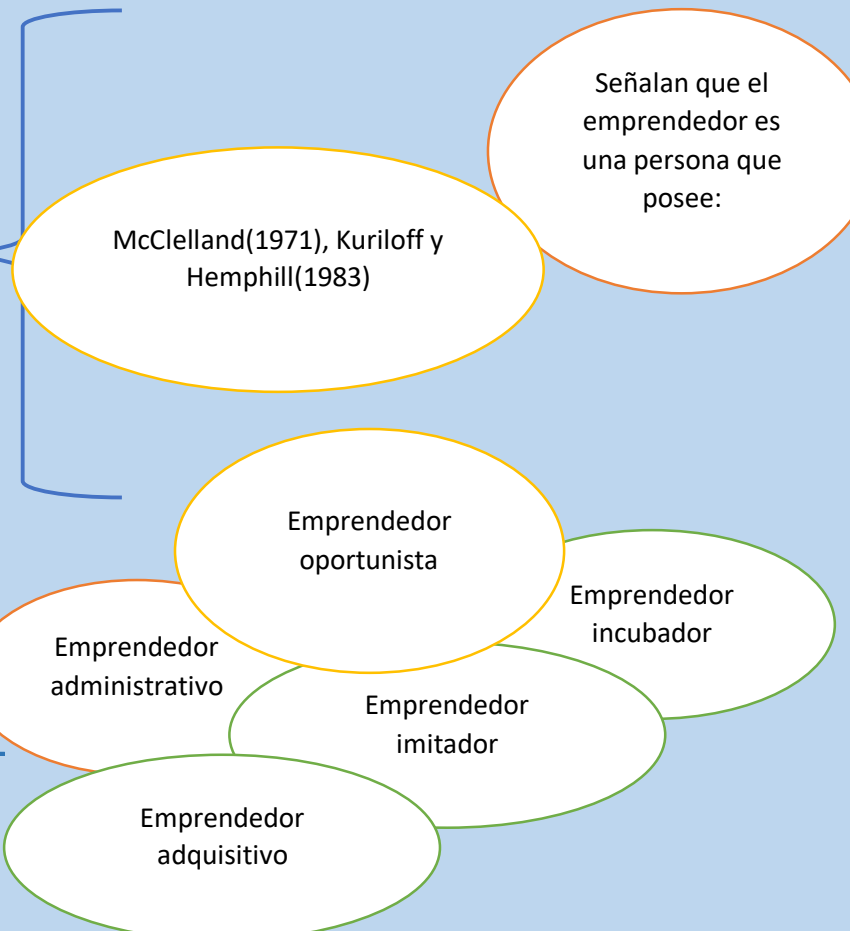 Señalan que el
emprendedor es
una persona que
posee:
McClelland(1971), Kuriloff y
Hemphill(1983)
Emprendedor
oportunista
Emprendedor
incubador
Emprendedor
administrativo
Emprendedor
imitador
Emprendedor
adquisitivo